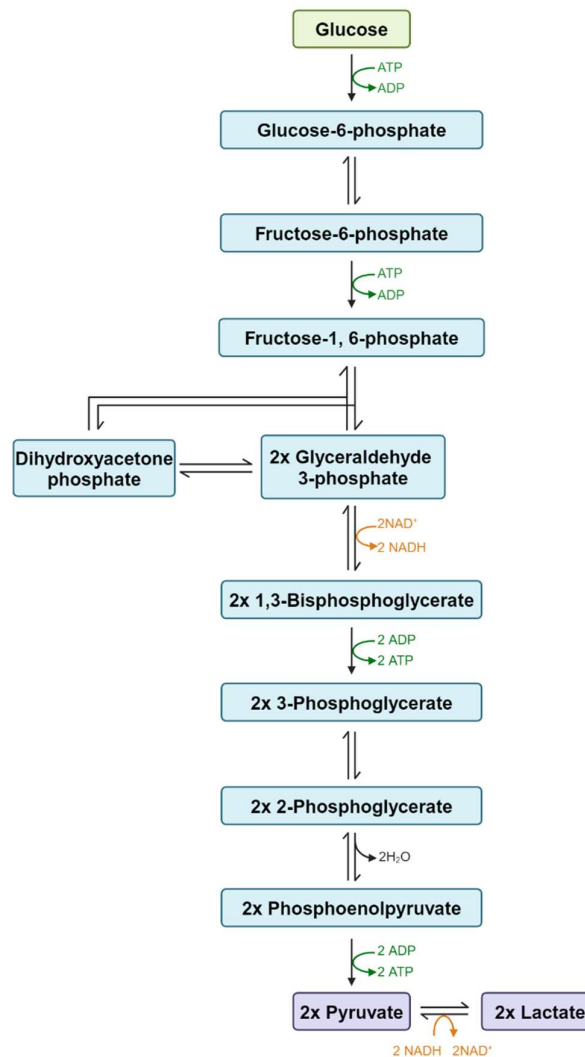 Glucose
ATP
ADP
Glucose-6-phosphate
Fructose-6-phosphate
ATP
ADP
Fructose-1, 6-phosphate
Dihydroxyacetone
phosphate
2x Glyceraldehyde
3-phosphate
2NAD⁺
2 NADH
2x 1,3-Bisphosphoglycerate
2 ADP
2 ATP
2x 3-Phosphoglycerate
2x 2-Phosphoglycerate
2H₂O
2x Phosphoenolpyruvate
2 ADP
2 ATP
2x Pyruvate
2x Lactate
2 NADH
2NAD⁺